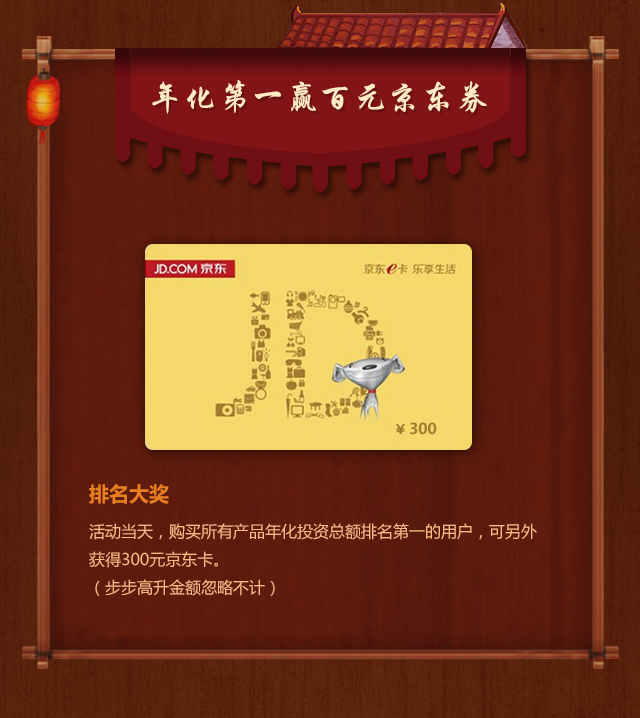 年化第一赢百元京东券
JD.COM 京东
京东e卡 乐享生活
JD
¥ 300
排名大奖
活动当天，购买所有产品年化投资总额排名第一的用户，可另外
获得300元京东卡。
（步步高升金额忽略不计）